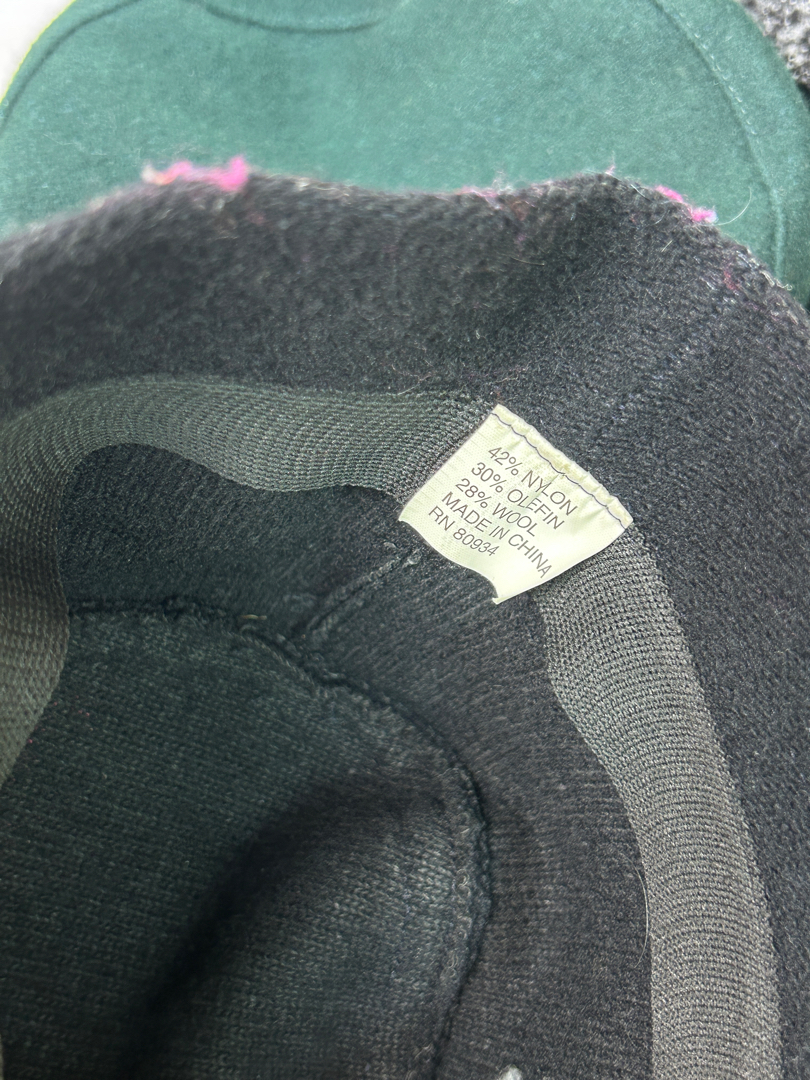 42% NYLON
30% OLEFIN
28% WOOL
MADE IN CHINA
RN 80934